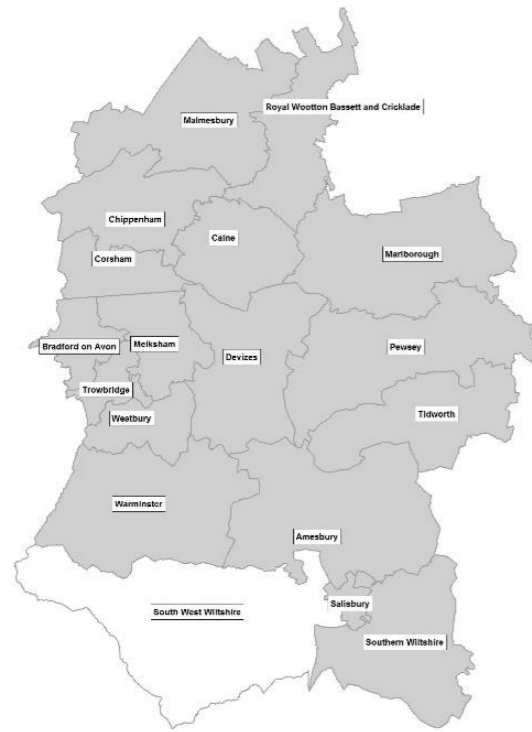 Royal Wootton Bassett and Cricklade
Malmesbury
Chippenham
Calne
Marlborough
Corsham
Bradford on Avon
Melksham
Devizes
Pewsey
Trowbridge
Westbury
Tidworth
Warminster
Amesbury
Salisbury
South West Wiltshire
Southern Wiltshire